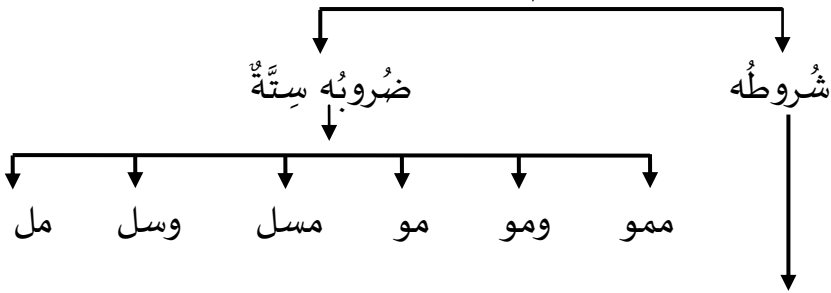 شُروطُه ضُروبُه سِتَّةٌ
ممو ومو مو مسل وسل مل